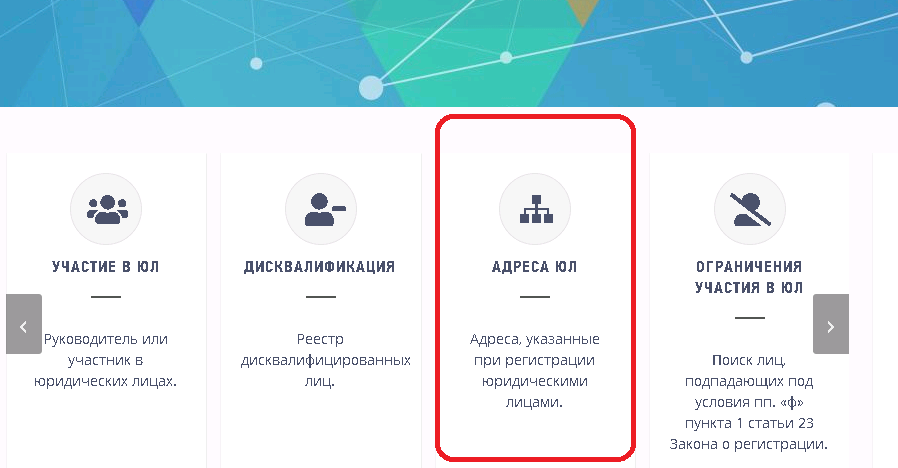 УЧАСТИЕ В ЮЛ
Руководитель или
участник в
юридических лицах.
ДИСКВАЛИФИКАЦИЯ
Реестр
дисквалифицированных
лиц.
АДРЕСА ЮЛ
Адреса, указанные
при регистрации
юридическими
лицами.
ОГРАНИЧЕНИЯ
УЧАСТИЯ В ЮЛ
Поиск лиц,
подпадающих под
условия пп. «ф»
пункта 1 статьи 23
Закона о регистрации.